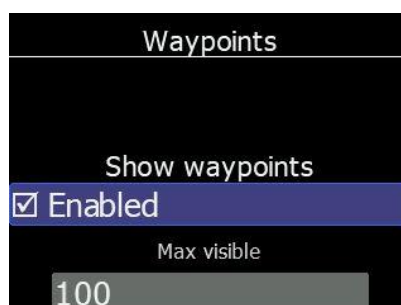 Waypoints
Show waypoints
Enabled
Max visible
100